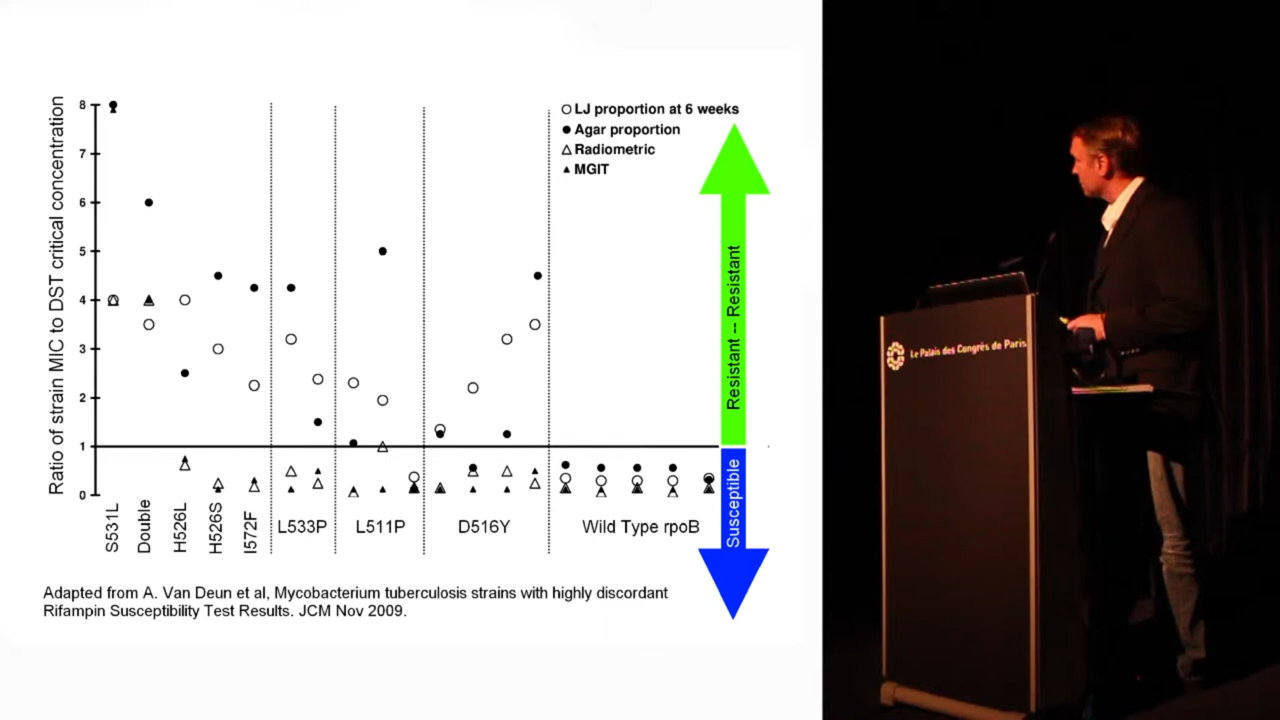 Ratio of strain MIC to DST critical concentration
8
7
6
5
4
3
2
1
0
LJ proportion at 6 weeks
Agar proportion
Radiometric
MGIT
Resistant -- Resistant
Susceptible
S531L
Double
H526L
H526S
I572F
L533P
L511P
D516Y
Wild Type rpoB
Adapted from A. Van Deun et al, Mycobacterium tuberculosis strains with highly discordant
Rifampin Susceptibility Test Results. JCM Nov 2009.
Le Palais des Congrès de Paris